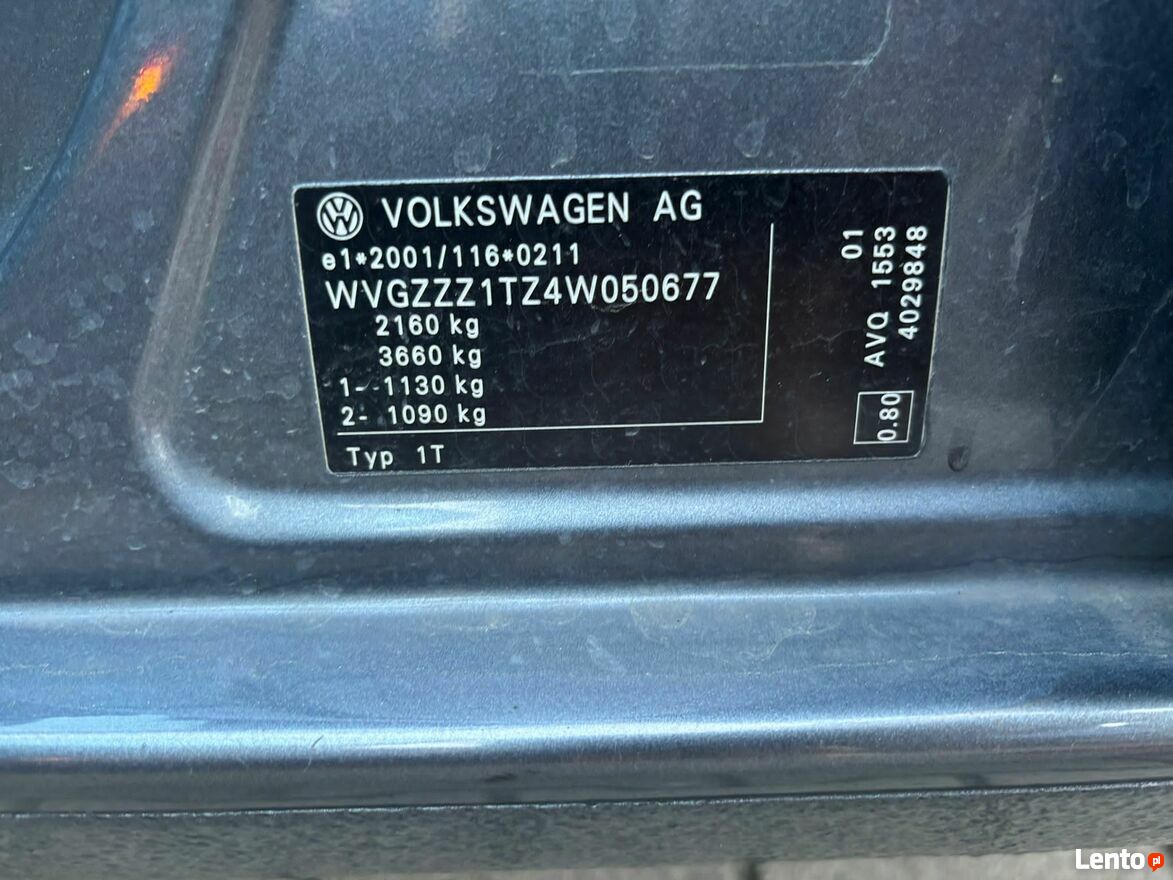 VOLKSWAGEN AG
e1*2001/116*0211
WVGZZZ1TZ4W050677
2160 kg
3660 kg
1- 1130 kg
2- 1090 kg
Typ 1T
01
AVQ 1553
4029848
0.80
Lento.pl